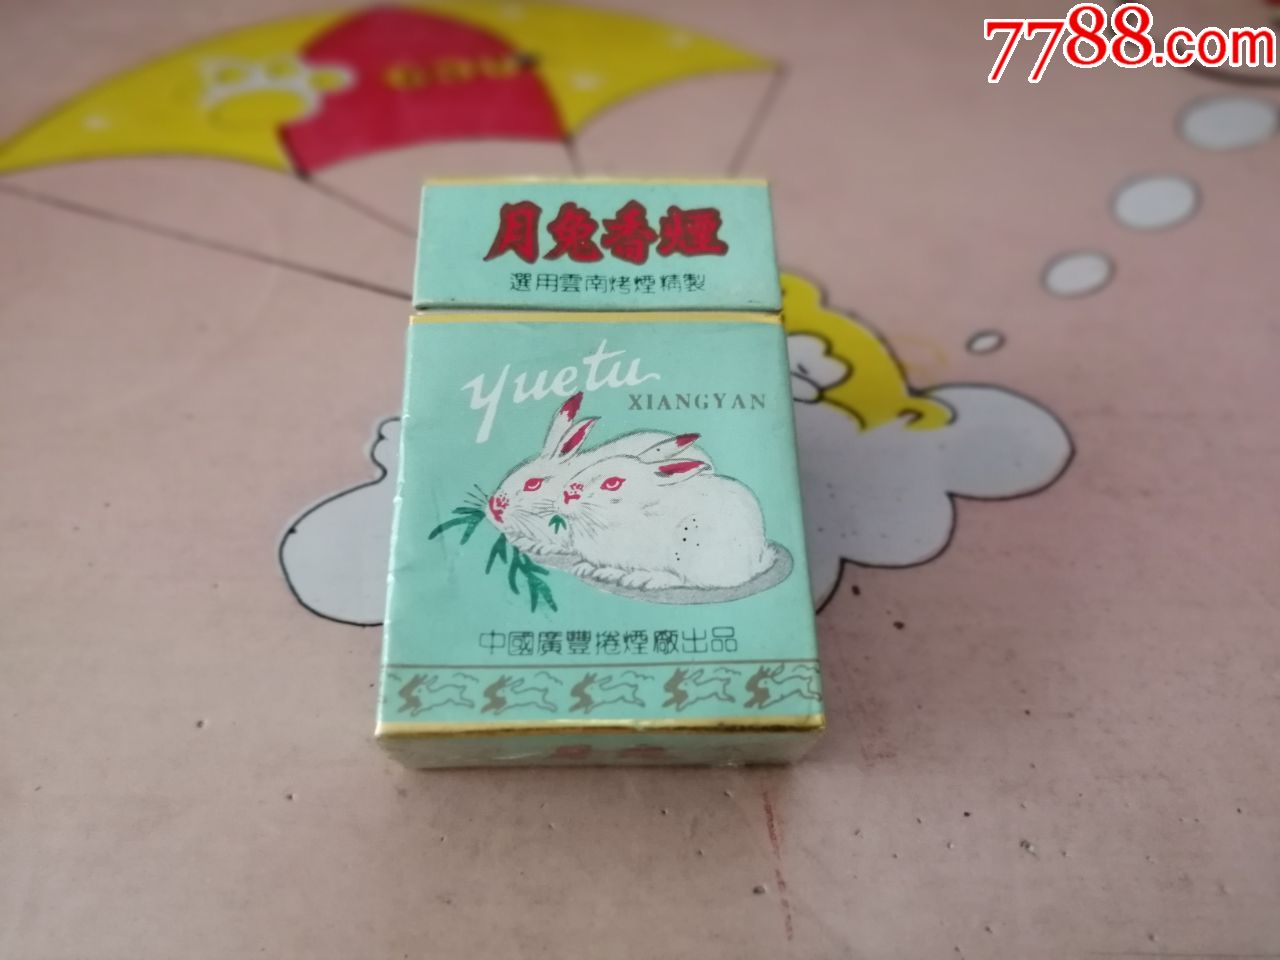 7788.com
月兔香煙
選用雲南烤煙精製
yuetu
XIANGYAN
中國廣豐捲煙廠出品